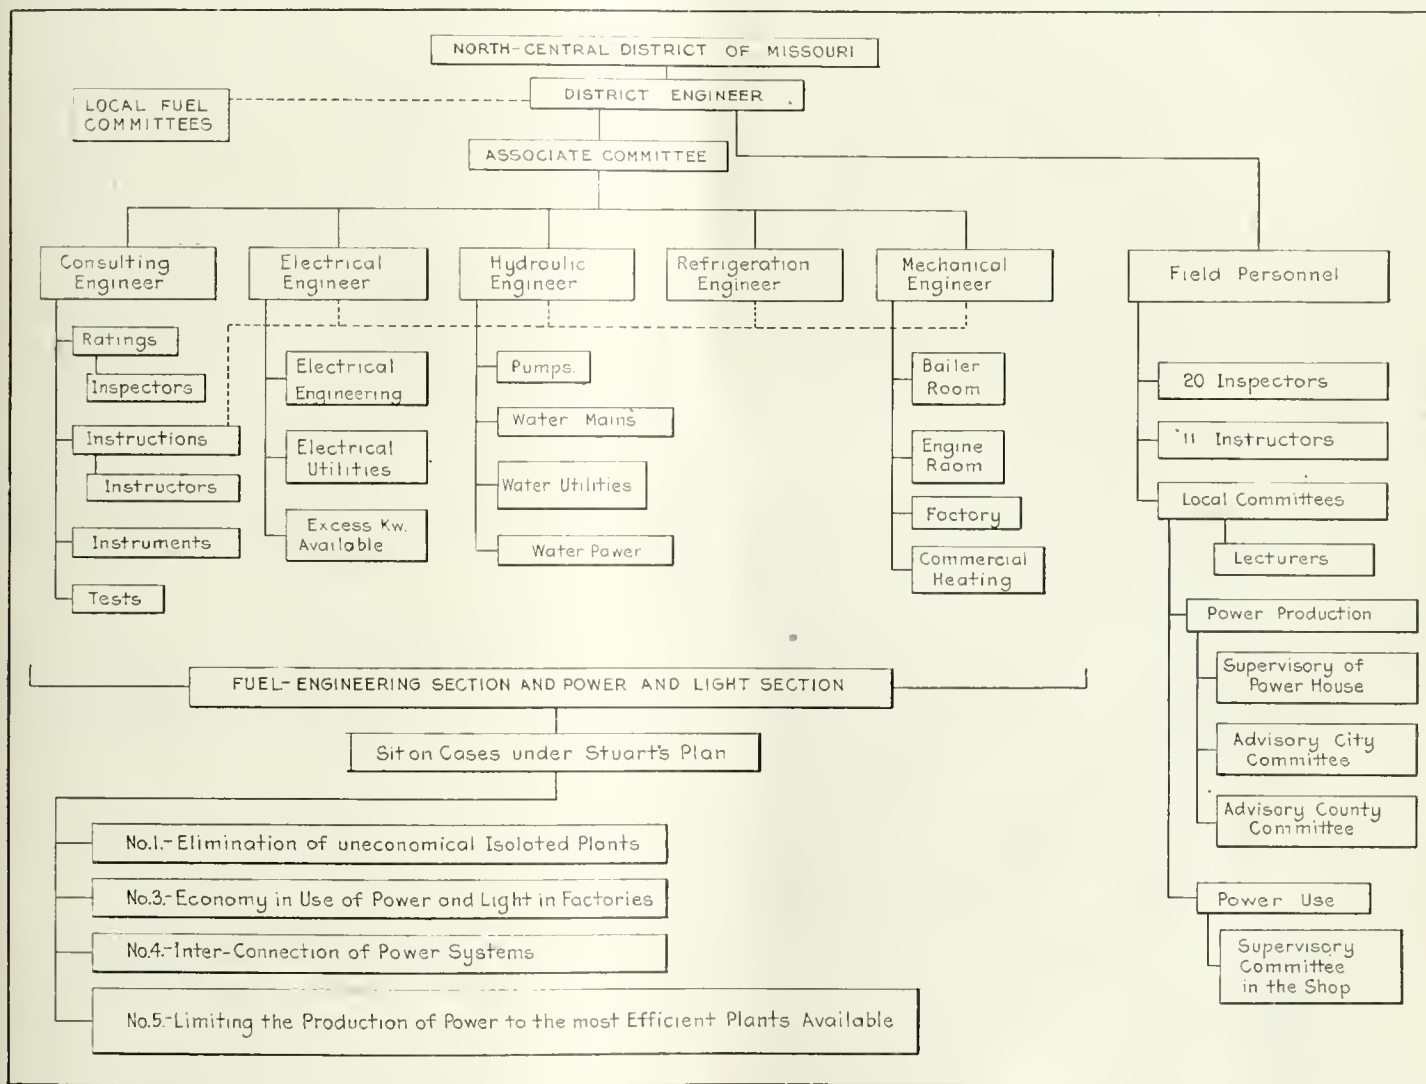 NORTH-CENTRAL DISTRICT OF MISSOURI
DISTRICT ENGINEER
LOCAL FUEL
COMMITTEES
ASSOCIATE COMMITTEE
Consulting
Engineer
Ratings
Inspectors
Instructions
Instructors
Instruments
Tests
Electrical
Engineer
Electrical
Engineering
Electrical
Utilities
Excess Kw.
Available
Hydraulic
Engineer
Pumps.
Water Mains
Water Utilities
Water Power
Refrigeration
Engineer
Mechanical
Engineer
Bailer
Room
Engine
Raom
Factory
Commercial
Heating
Field Personnel
20 Inspectors
11 Instructors
Local Committees
Lecturers
Power Production
Supervisory of
Power House
Advisory City
Committee
Advisory County
Committee
Power Use
Supervisory
Committee
in the Shop
FUEL-ENGINEERING SECTION AND POWER AND LIGHT SECTION
Sit on Cases under Stuart's Plan
No.1.-Elimination of uneconomical Isoloted Plants
No.3.-Economy in Use of Power and Light in Factories
No.4.-Inter-Connection of Power Systems
No.5.-Limiting the Production of Power to the most Efficient Plants Available